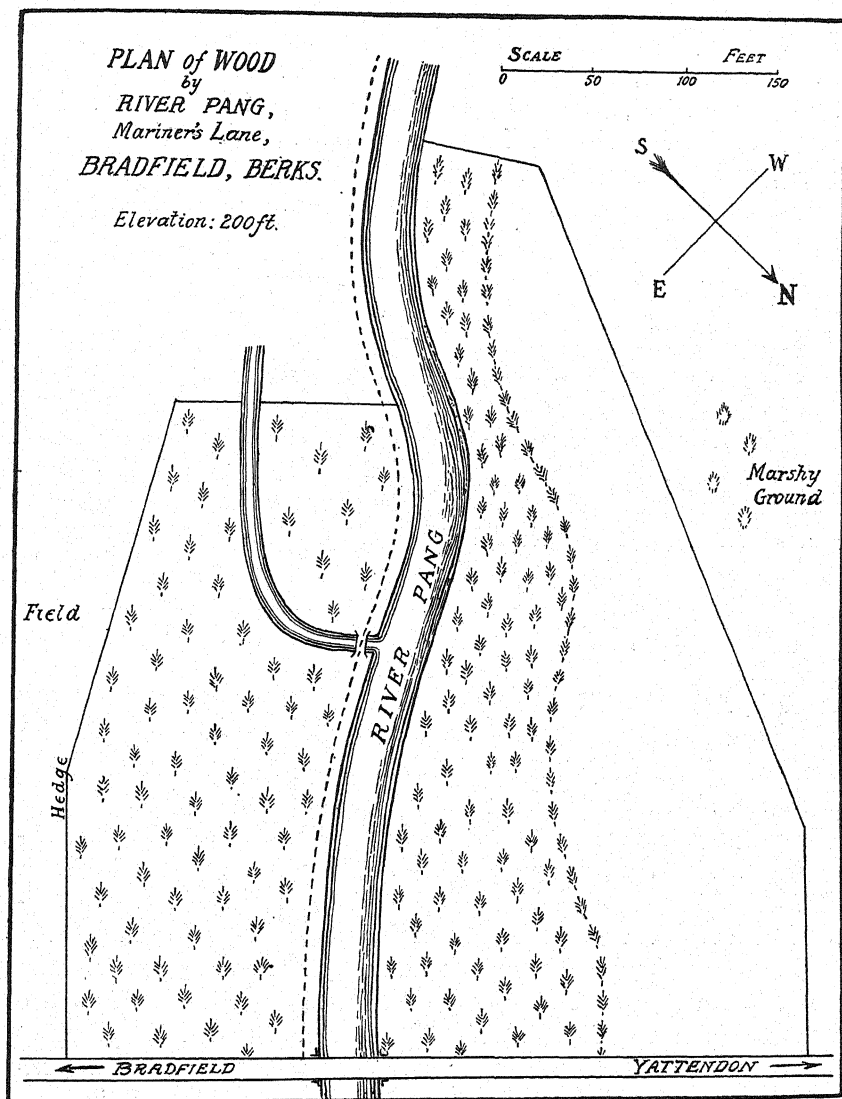 PLAN of WOOD
by
RIVER PANG,
Mariner's Lane,
BRADFIELD, BERKS.
Elevation: 200ft.
SCALE FEET
0 50 100 150
S
W
E
N
Marshy
Ground
Field
RIVER PANG
Hedge
BRADFIELD
YATTENDON